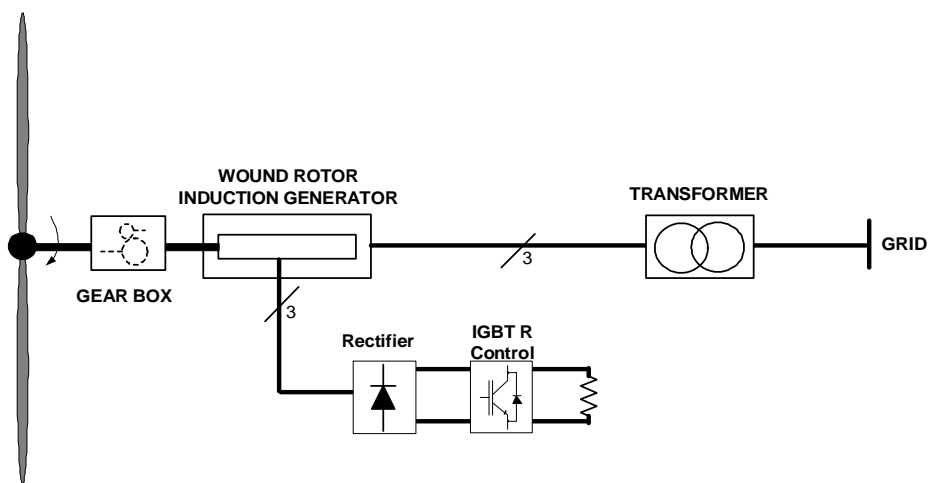 WOUND ROTOR
INDUCTION GENERATOR
TRANSFORMER
GRID
3
GEAR BOX
3
Rectifier
IGBT R
Control